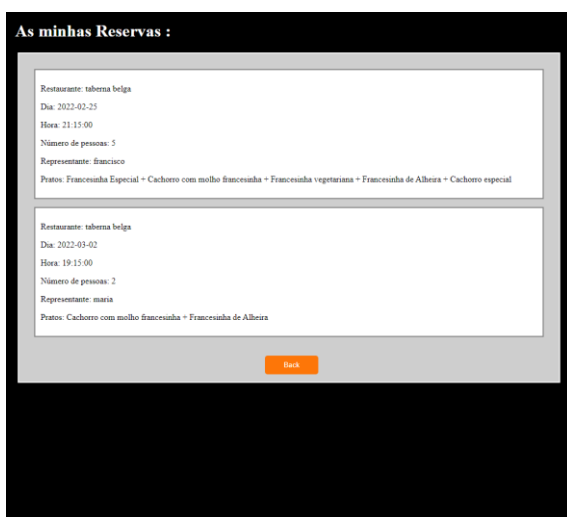 As minhas Reservas :
Restaurante: taberna belga
Dia: 2022-02-25
Hora: 21:15:00
Número de pessoas: 5
Representante: francisco
Pratos: Francesinha Especial + Cachorro com molho francesinha + Francesinha vegetariana + Francesinha de Alheira + Cachorro especial
Restaurante: taberna belga
Dia: 2022-03-02
Hora: 19:15:00
Número de pessoas: 2
Representante: maria
Pratos: Cachorro com molho francesinha + Francesinha de Alheira
Back